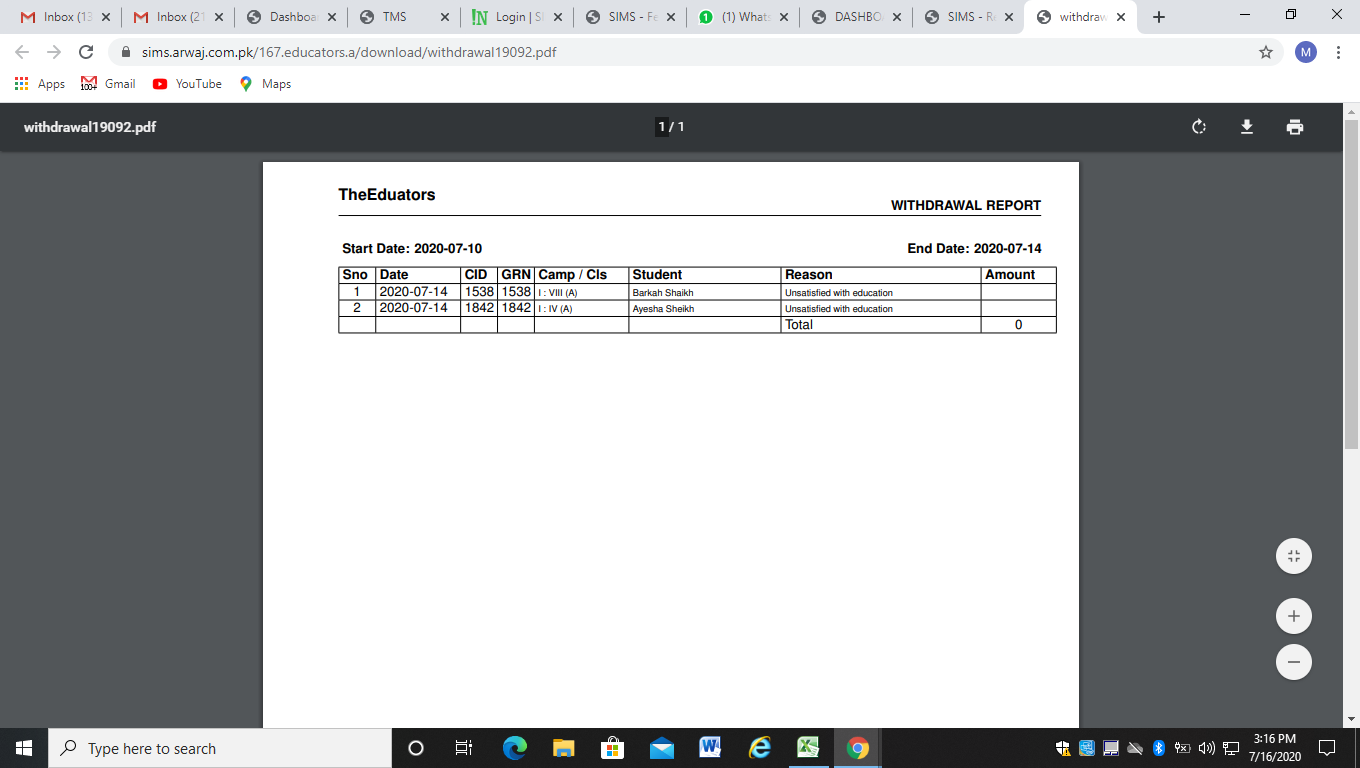 Inbox (13 Inbox (21 Dashboa TMS Login | S SIMS - Fe 1 (1) Whats DASHBO SIMS - R withdraw
sims.arwaj.com.pk/167.educators.a/download/withdrawal19092.pdf M
Apps 100+ Gmail YouTube Maps
withdrawal19092.pdf 1 / 1
TheEduators
WITHDRAWAL REPORT
Start Date: 2020-07-10 End Date: 2020-07-14
Sno Date CID GRN Camp / Cls Student Reason Amount
1 2020-07-14 1538 1538 I : VIII (A) Barkah Shaikh Unsatisfied with education
2 2020-07-14 1842 1842 I : IV (A) Ayesha Sheikh Unsatisfied with education
Total 0
Type here to search 3:16 PM
7/16/2020